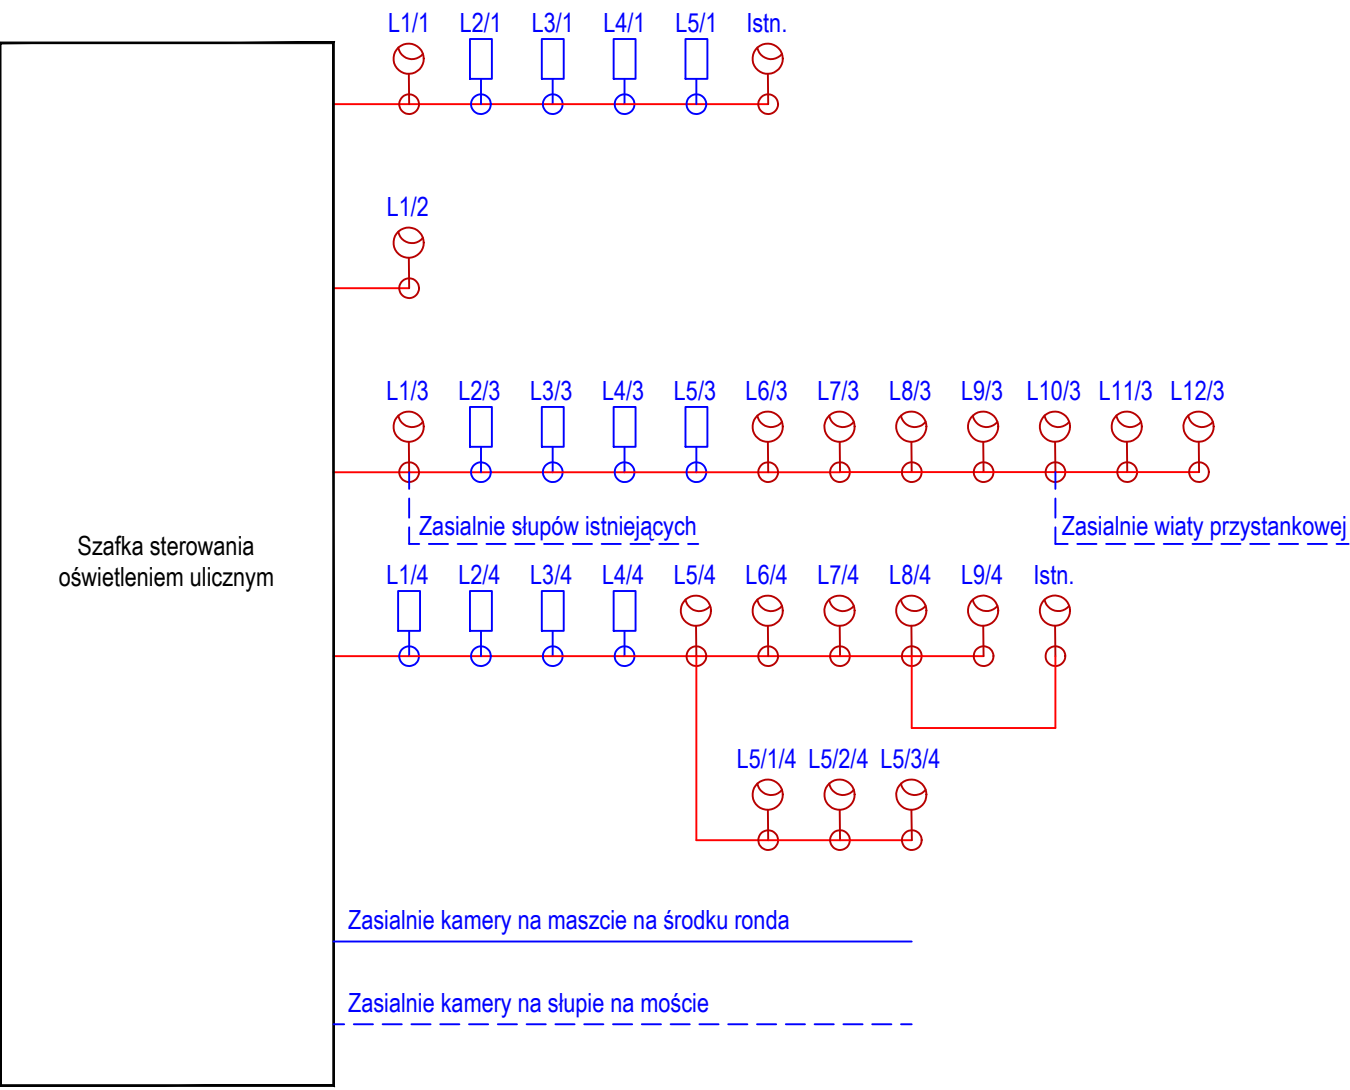 L1/1 L2/1 L3/1 L4/1 L5/1 Istn.
L1/2
L1/3 L2/3 L3/3 L4/3 L5/3 L6/3 L7/3 L8/3 L9/3 L10/3 L11/3 L12/3
Zasialnie słupów istniejących
Zasialnie wiaty przystankowej
Szafka sterowania
oświetleniem ulicznym
L1/4 L2/4 L3/4 L4/4 L5/4 L6/4 L7/4 L8/4 L9/4 Istn.
L5/1/4 L5/2/4 L5/3/4
Zasialnie kamery na maszcie na środku ronda
Zasialnie kamery na słupie na moście